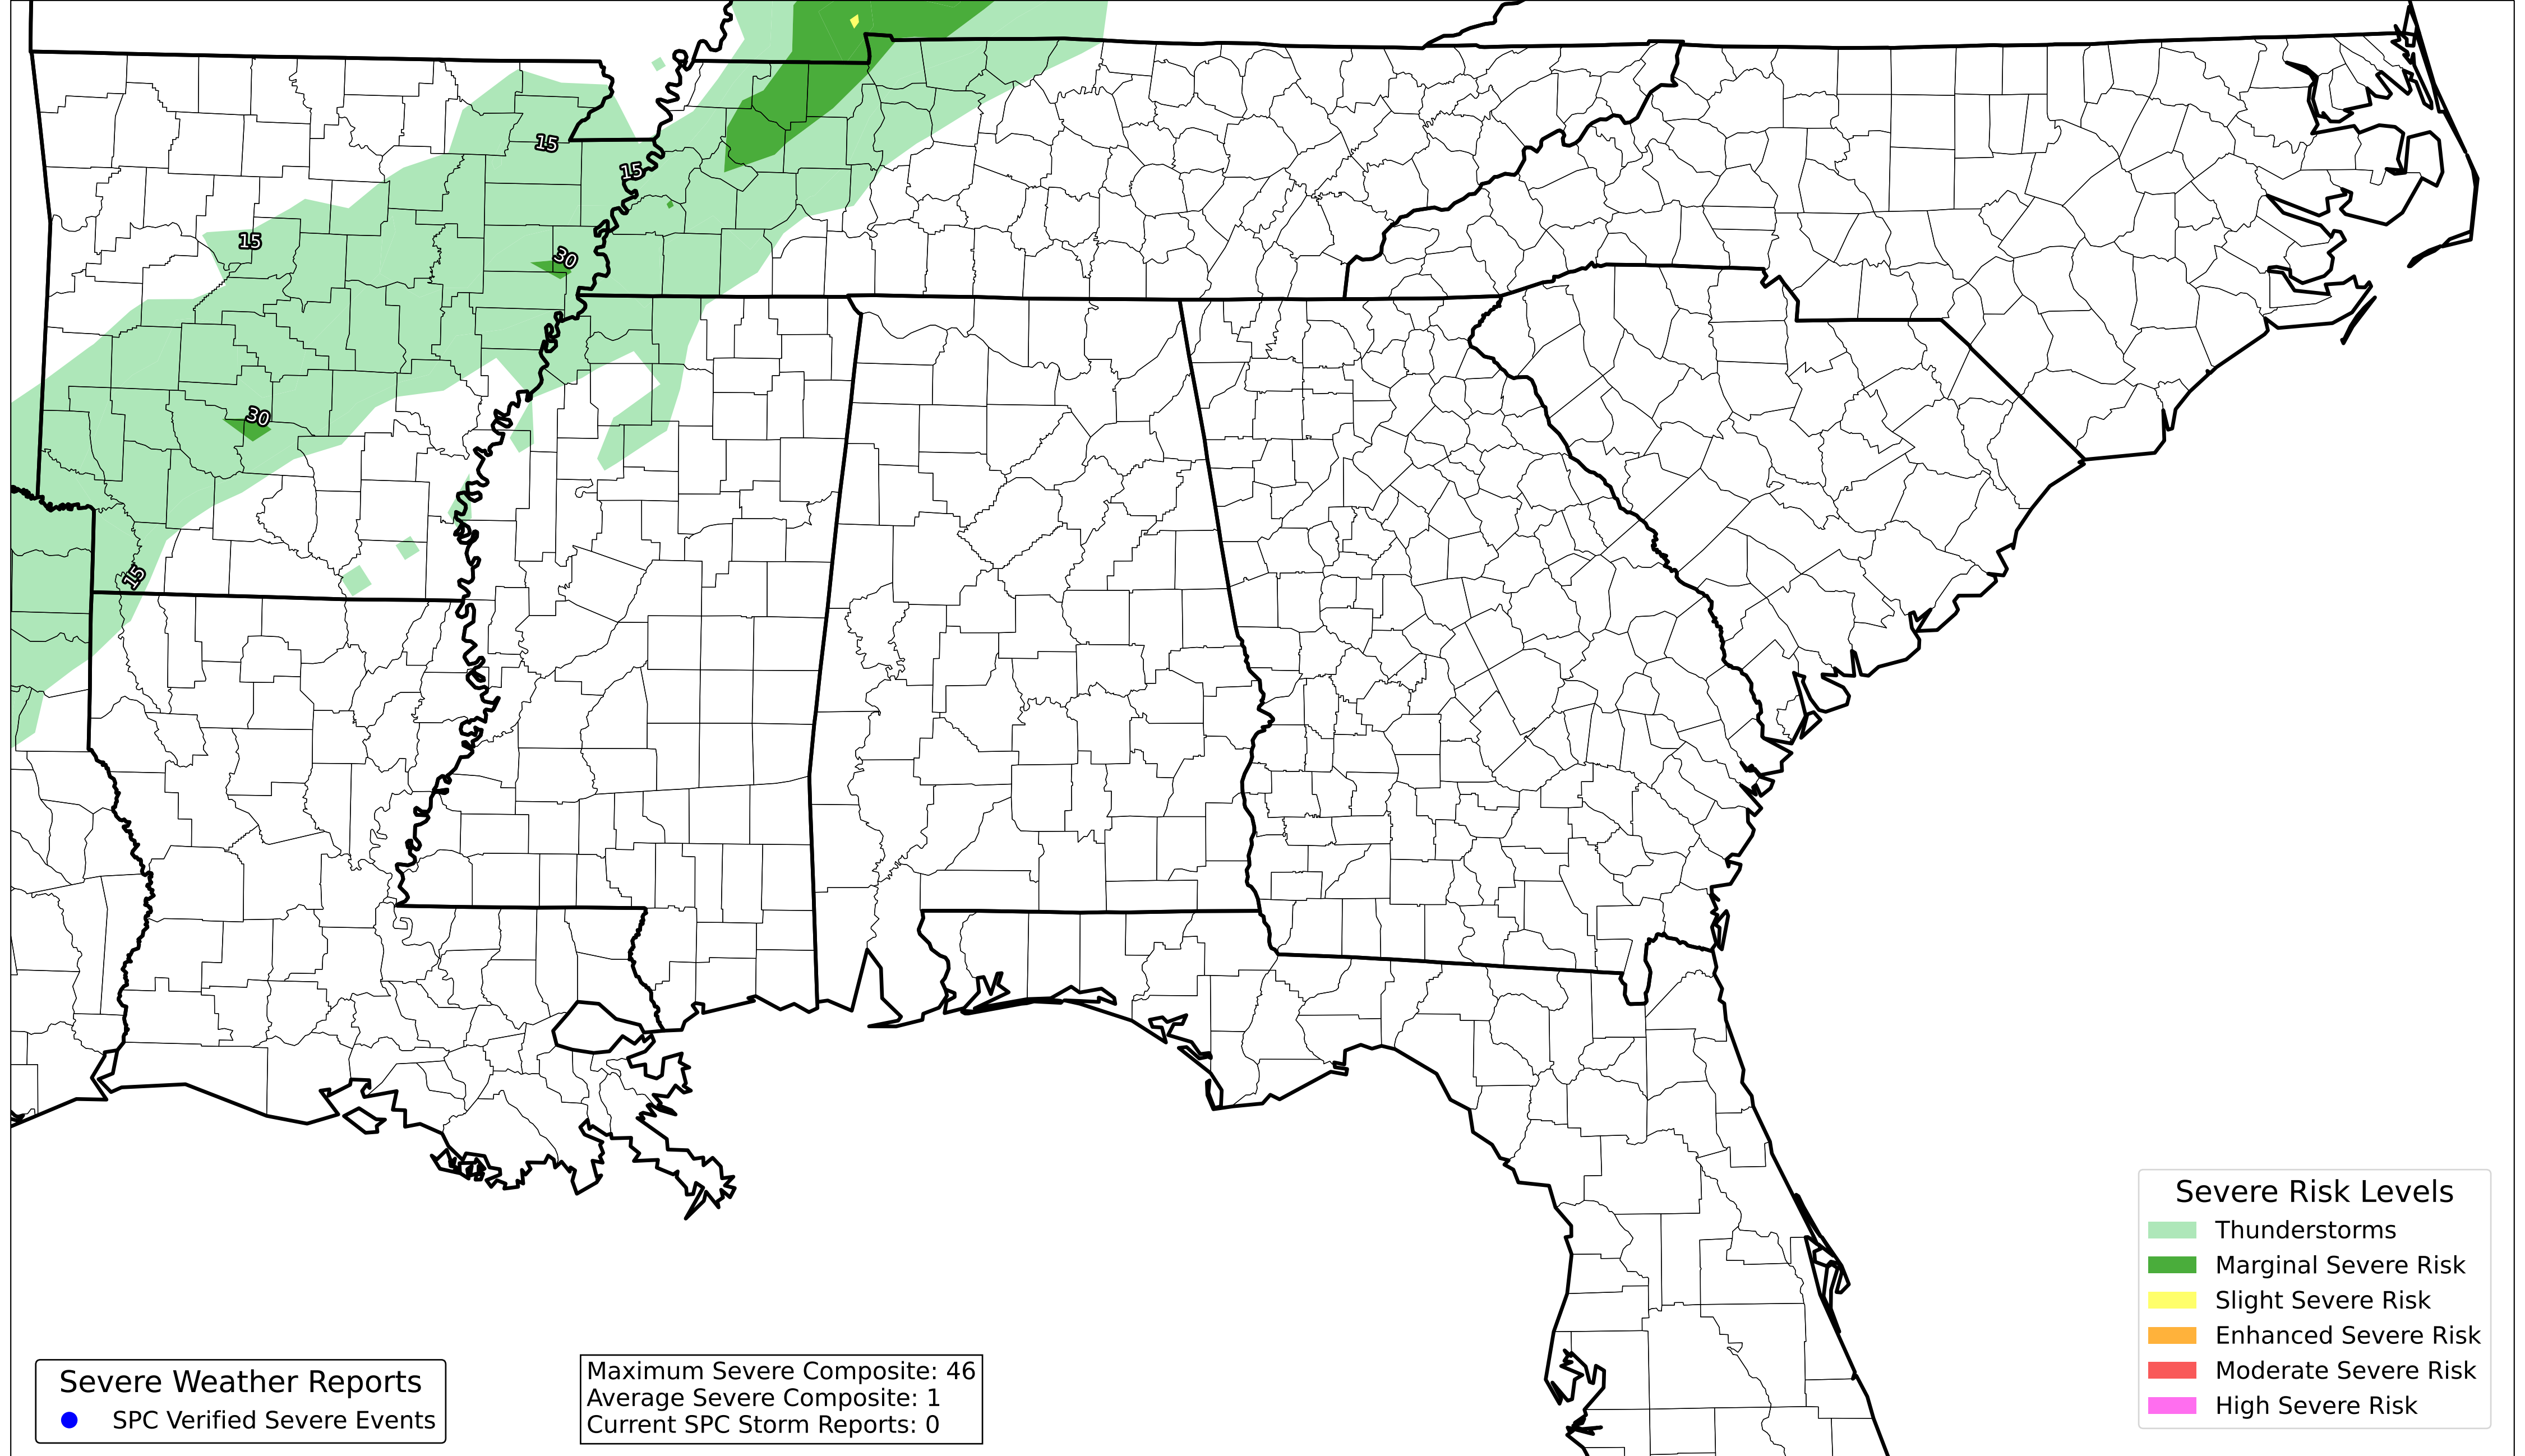 15
15
15
30
30
15
Severe Risk Levels
Thunderstorms
Marginal Severe Risk
Slight Severe Risk
Enhanced Severe Risk
Moderate Severe Risk
High Severe Risk
Severe Weather Reports
SPC Verified Severe Events
Maximum Severe Composite: 46
Average Severe Composite: 1
Current SPC Storm Reports: 0